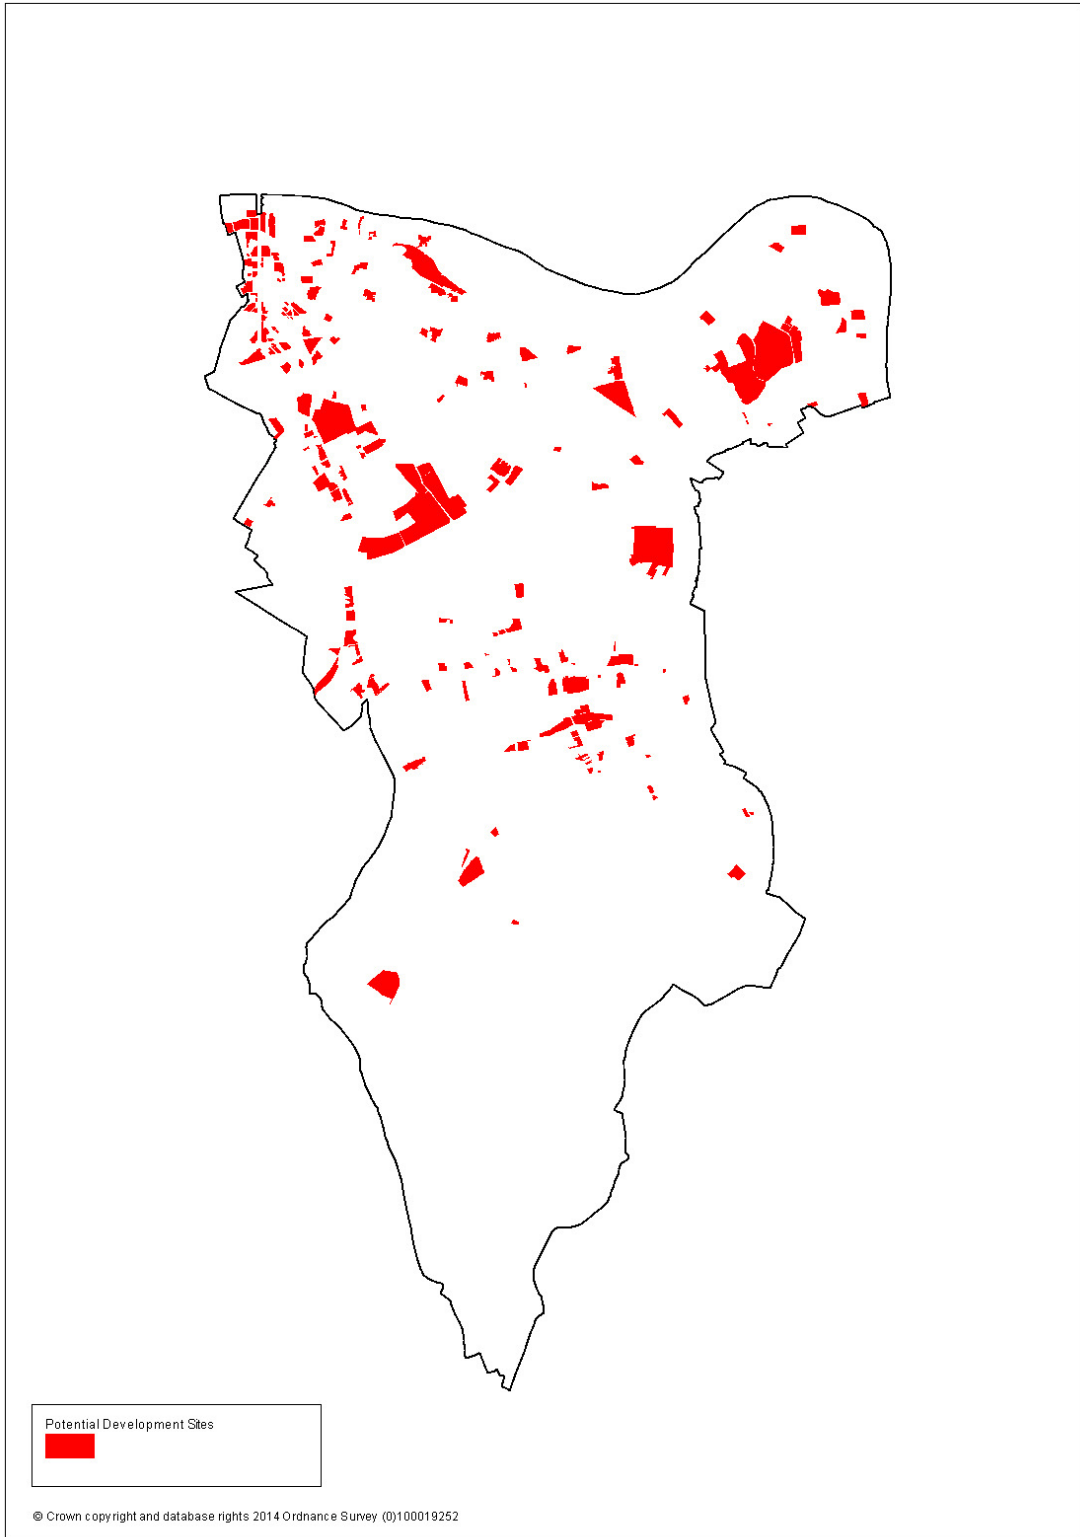 Potential Development Sites
© Crown copyright and database rights 2014 Ordnance Survey (0)100019252